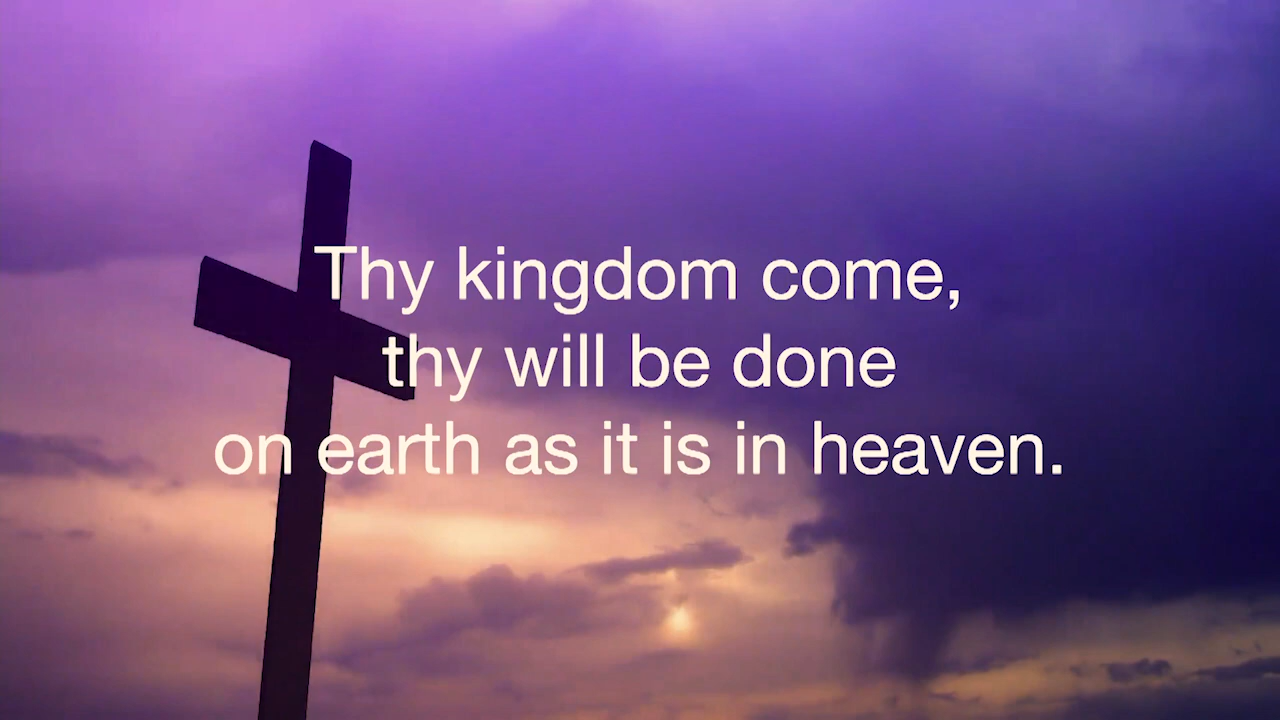 Thy kingdom come,
thy will be done
on earth as it is in heaven.